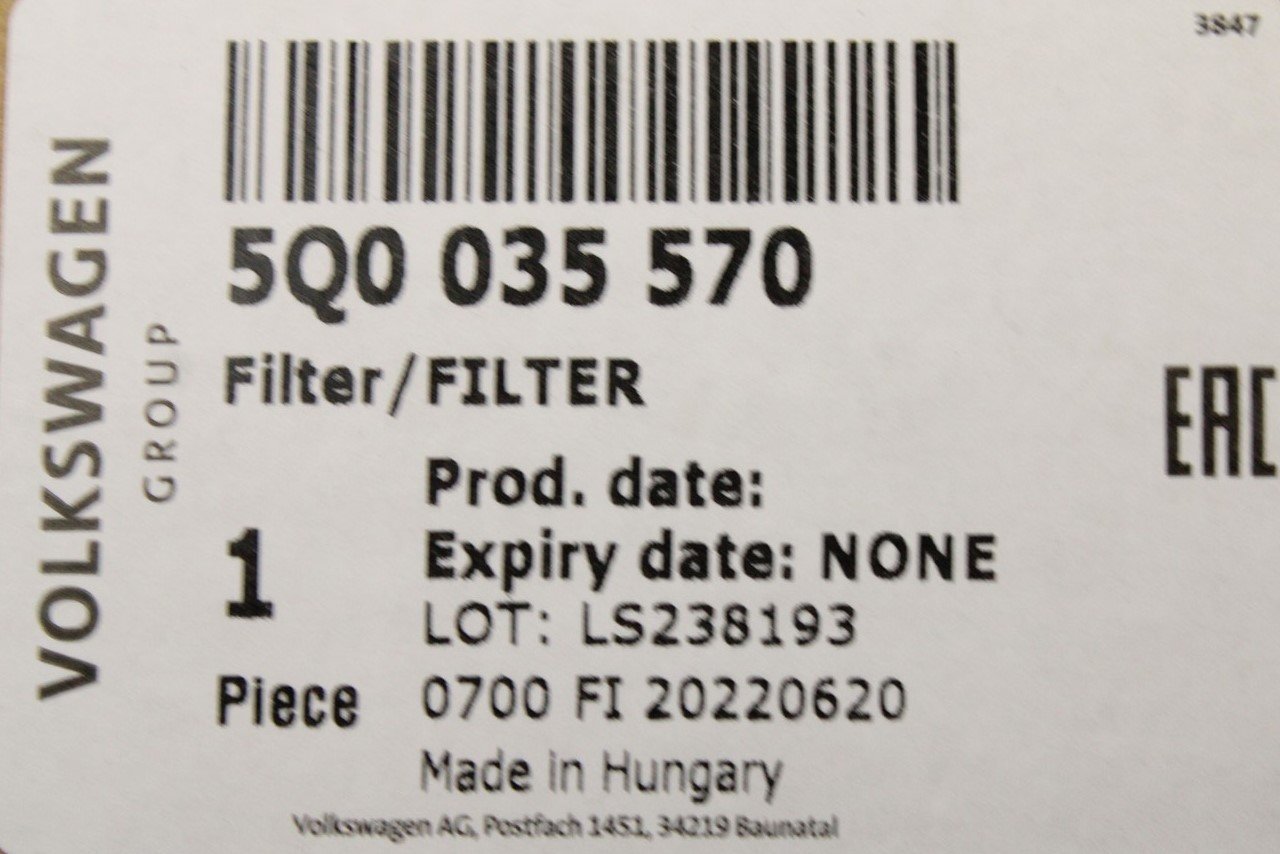 3847
VOLKSWAGEN
GROUP
5Q0 035 570
Filter/FILTER
EAC
Prod. date:
Expiry date: NONE
1
LOT: LS238193
Piece
0700 FI 20220620
Made in Hungary
Volkswagen AG, Postfach 1451, 34219 Baunatal